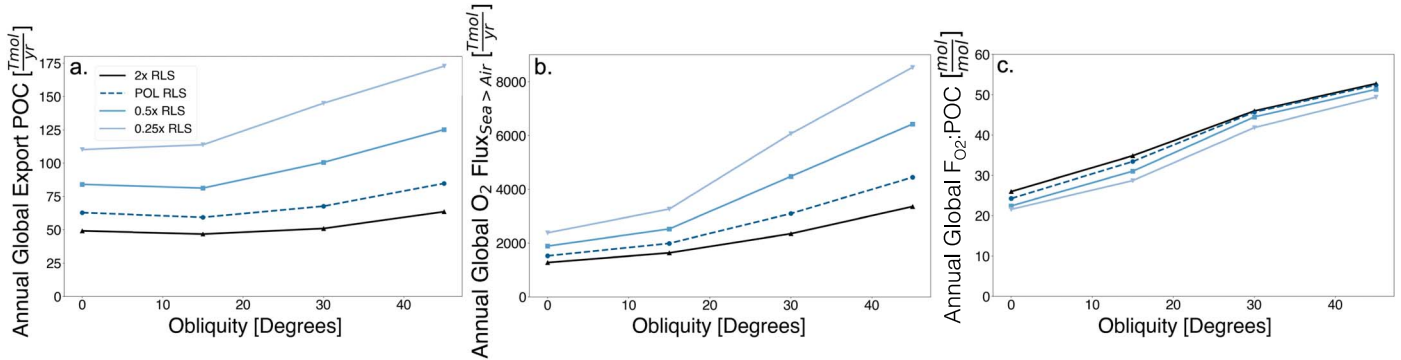 Annual Global Export POC [Tmol/yr]
a.
2x RLS
POL RLS
0.5x RLS
0.25x RLS
175
150
125
100
75
50
25
0
0 10 20 30 40
Obliquity [Degrees]
Annual Global O₂ Flux_Sea > Air [Tmol/yr]
b.
8000
6000
4000
2000
0
0 10 20 30 40
Obliquity [Degrees]
Annual Global F_O2:POC [mol/mol]
c.
60
50
40
30
20
10
0
0 10 20 30 40
Obliquity [Degrees]